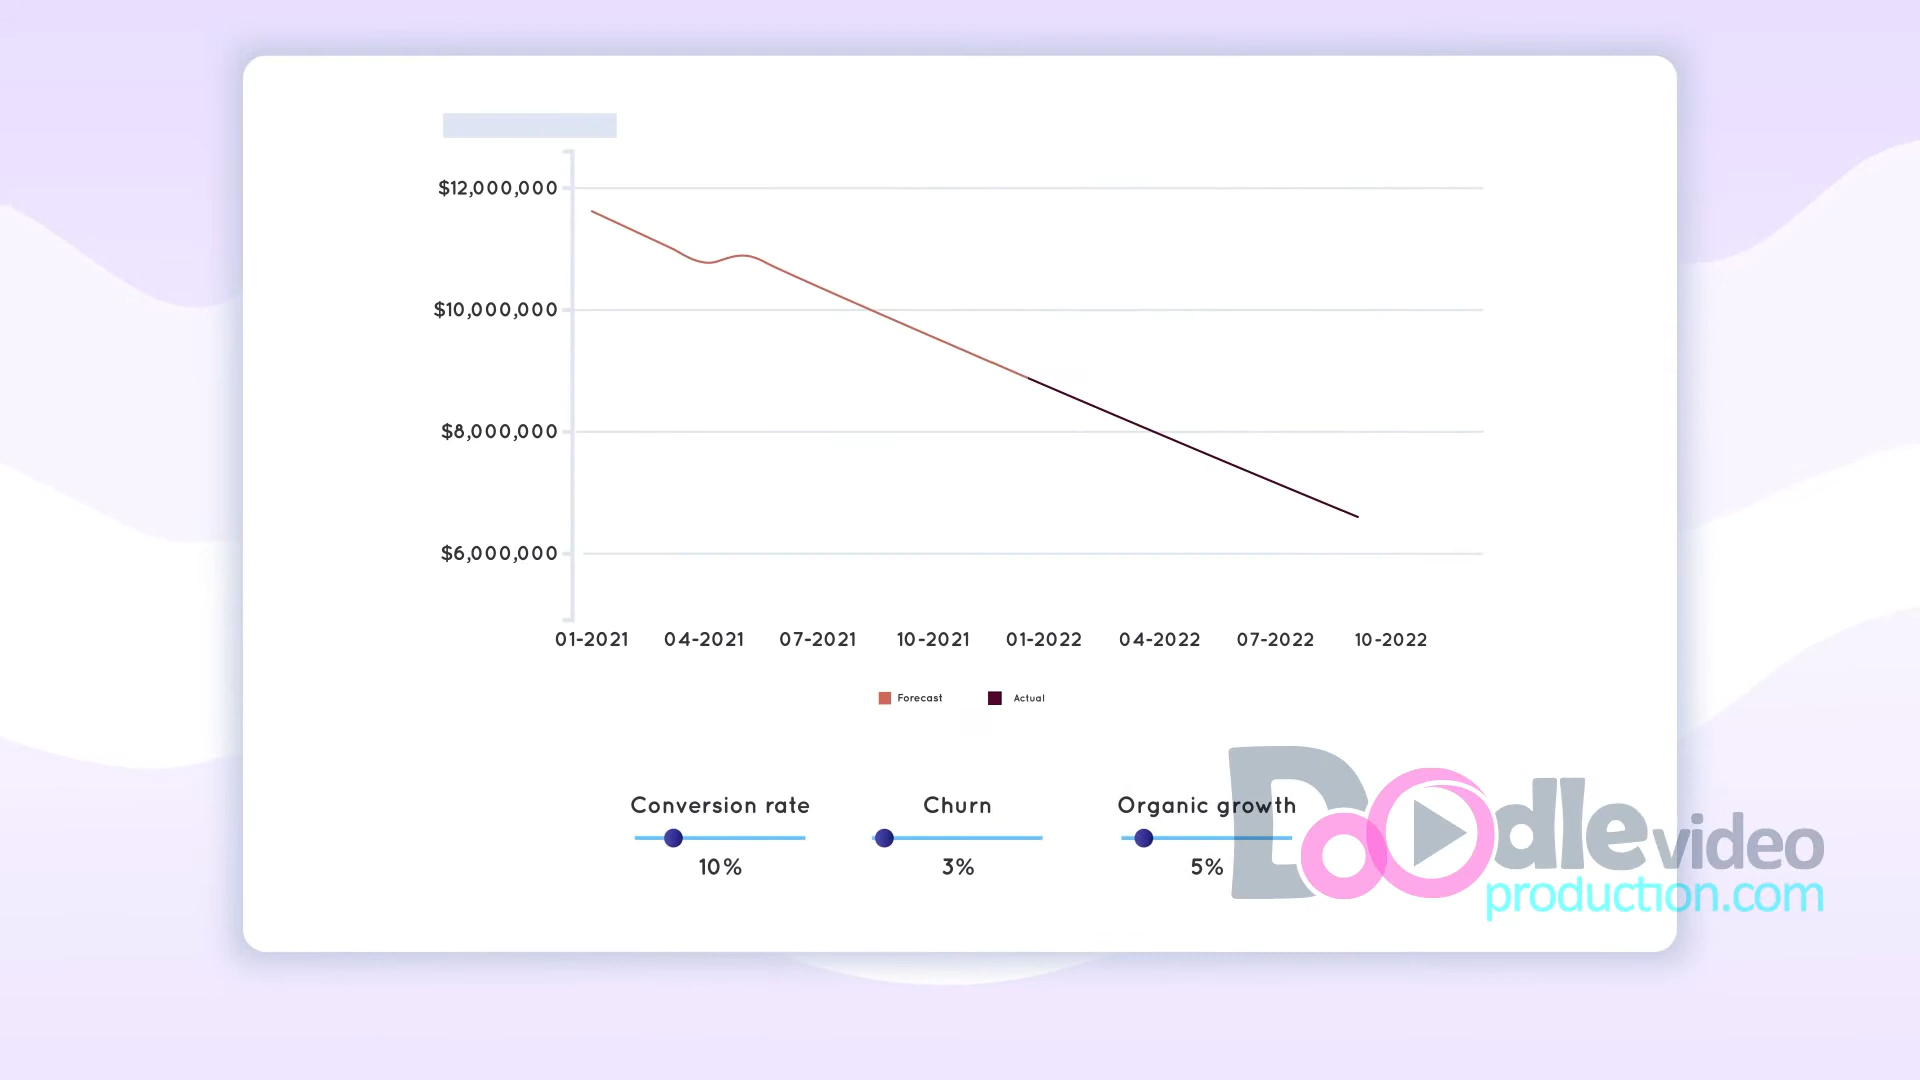 $12,000,000
$10,000,000
$8,000,000
$6,000,000
01-2021 04-2021 07-2021 10-2021 01-2022 04-2022 07-2022 10-2022
Forecast Actual
Conversion rate Churn Organic growth
10% 3% 5%
Doodle video
production.com